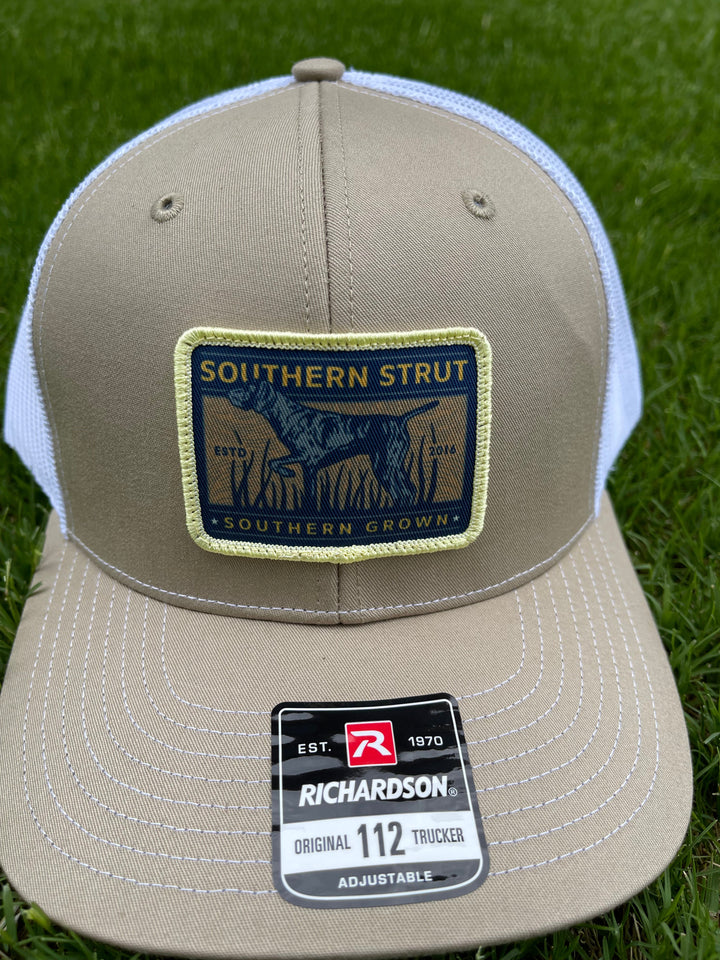 SOUTHERN STRUT
ESTD 2016
★ SOUTHERN GROWN ★
EST. R 1970
RICHARDSON®
ORIGINAL 112 TRUCKER
ADJUSTABLE